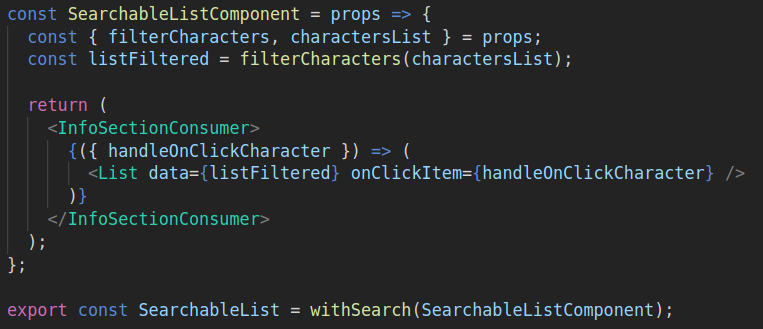 const SearchableListComponent = props => {
  const { filterCharacters, charactersList } = props;
  const listFiltered = filterCharacters(charactersList);

  return (
    <InfoSectionConsumer>
      {({ handleOnClickCharacter }) => (
        <List data={listFiltered} onClickItem={handleOnClickCharacter} />
      )}
    </InfoSectionConsumer>
  );
};

export const SearchableList = withSearch(SearchableListComponent);